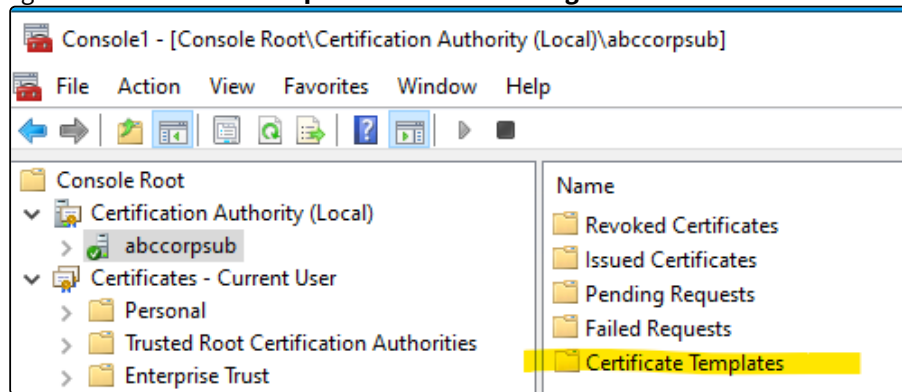 Console1 - [Console Root\Certification Authority (Local)\abccorpsub]
File Action View Favorites Window Help
Console Root
Certification Authority (Local)
abccorpsub
Certificates - Current User
Personal
Trusted Root Certification Authorities
Enterprise Trust
Name
Revoked Certificates
Issued Certificates
Pending Requests
Failed Requests
Certificate Templates